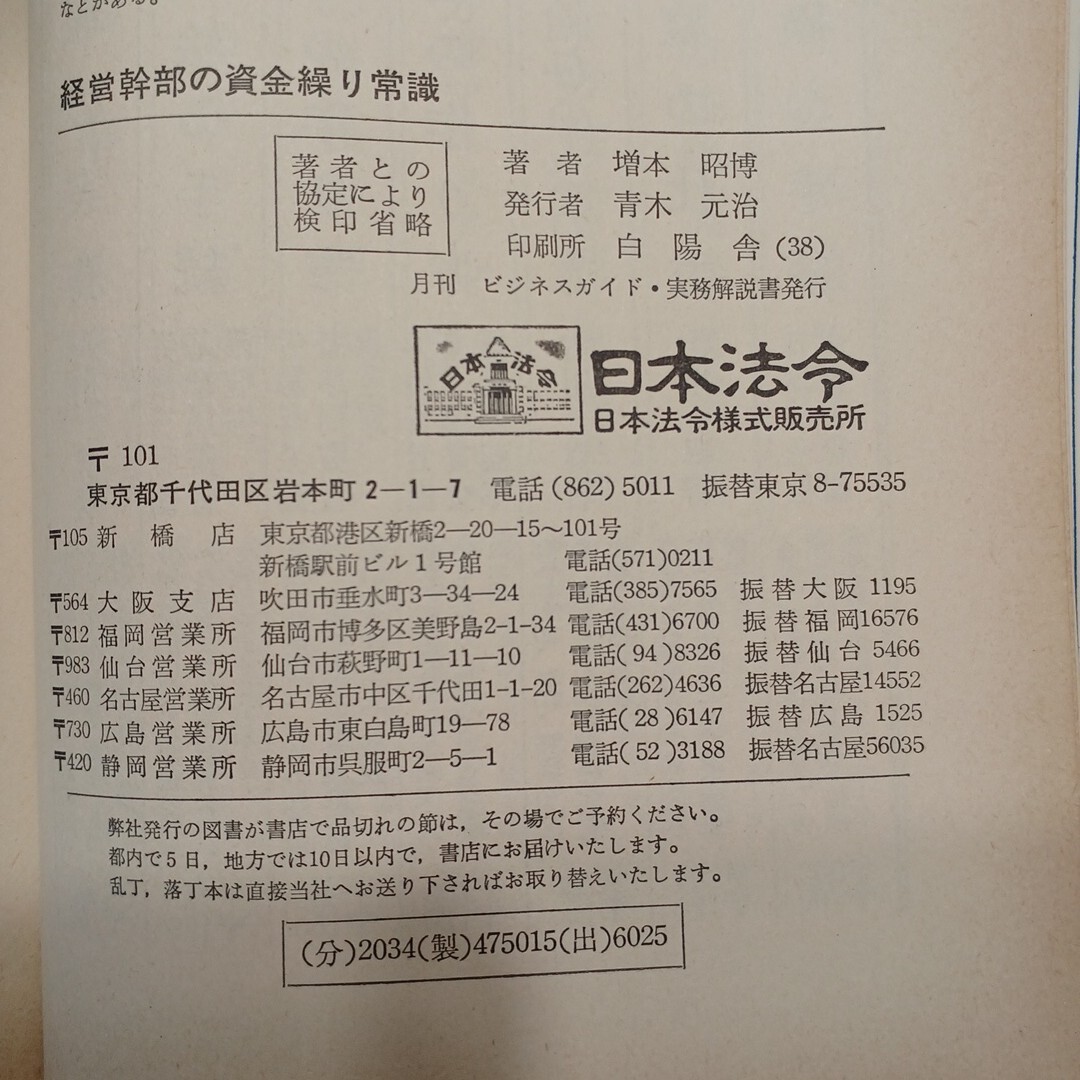 などがある。
経営幹部の資金繰り常識
著者との
協定により
検印省略
著者 増本 昭博
発行者 青木 元治
印刷所 白陽舎 (38)
月刊 ビジネスガイド・実務解説書発行
日本法令
日本法令
日本法令様式販売所
〒101
東京都千代田区岩本町2―1―7 電話(862)5011 振替東京8-75535
〒105 新橋店 東京都港区新橋2―20―15～101号
新橋駅前ビル1号館 電話(571)0211
〒564 大阪支店 吹田市垂水町3―34―24 電話(385)7565 振替大阪1195
〒812 福岡営業所 福岡市博多区美野島2-1-34 電話(431)6700 振替福岡16576
〒983 仙台営業所 仙台市萩野町1―11―10 電話(94)8326 振替仙台5466
〒460 名古屋営業所 名古屋市中区千代田1-1-20 電話(262)4636 振替名古屋14552
〒730 広島営業所 広島市東白島町19―78 電話(28)6147 振替広島1525
〒420 静岡営業所 静岡市呉服町2―5―1 電話(52)3188 振替名古屋56035
弊社発行の図書が書店で品切れの節は，その場でご予約ください。
都内で5日，地方では10日以内で，書店にお届けいたします。
乱丁，落丁本は直接当社へお送り下さればお取り替えいたします。
(分)2034(製)475015(出)6025